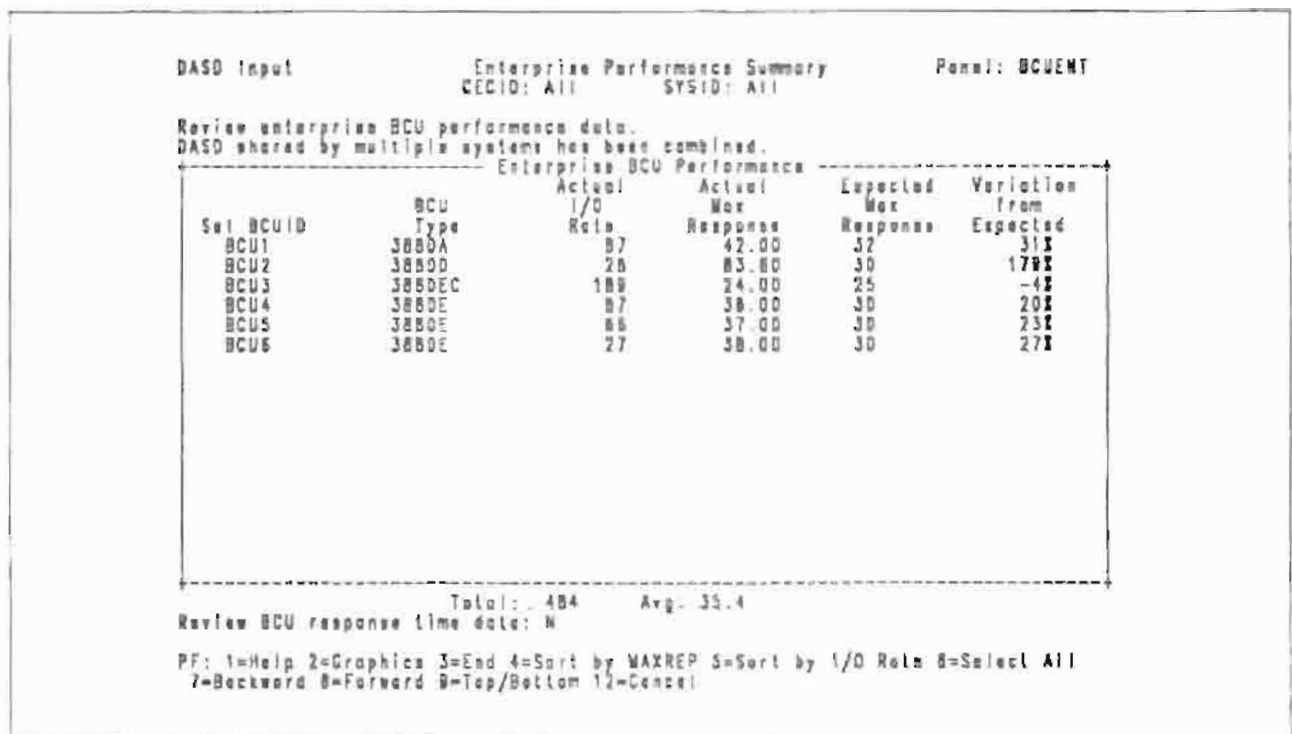 DASD Input Enterprise Performance Summary Panel: BCUENT
CECID: All SYSID: All
Review enterprise BCU performance data.
DASD shared by multiple systems has been combined.
Enterprise BCU Performance
Actual Actual Expected Variation
BCU I/O Max Max from
Sel BCUID Type Rate Response Response Expected
BCU1 3880A 87 42.00 32 31%
BCU2 3880D 28 83.60 30 179%
BCU3 3880EC 189 24.00 25 -4%
BCU4 3880E 87 36.00 30 20%
BCU5 3880E 66 37.00 30 23%
BCU6 3880E 27 38.00 30 27%
Total: . 484 Avg. 35.4
Review BCU response time data: N
PF: 1=Help 2=Graphics 3=End 4=Sort by MAXREP 5=Sort by I/O Rate 6=Select All
7=Backward 8=Forward 9=Top/Bottom 12=Cancel